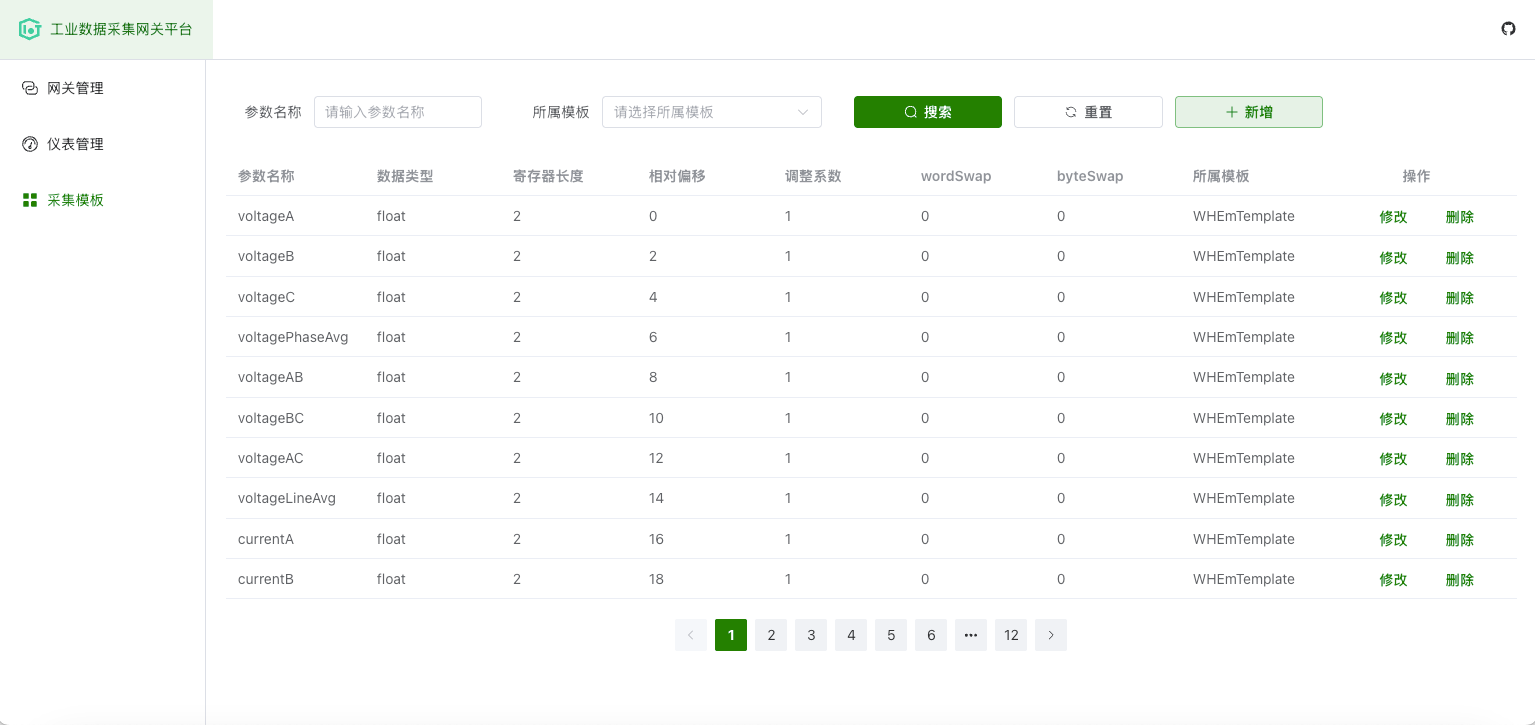 IoT 工业数据采集网关平台
网关管理
仪表管理
采集模板
参数名称 请输入参数名称 所属模板 请选择所属模板 搜索 重置 新增
参数名称 数据类型 寄存器长度 相对偏移 调整系数 wordSwap byteSwap 所属模板 操作
voltageA float 2 0 1 0 0 WHEmTemplate 修改 删除
voltageB float 2 2 1 0 0 WHEmTemplate 修改 删除
voltageC float 2 4 1 0 0 WHEmTemplate 修改 删除
voltagePhaseAvg float 2 6 1 0 0 WHEmTemplate 修改 删除
voltageAB float 2 8 1 0 0 WHEmTemplate 修改 删除
voltageBC float 2 10 1 0 0 WHEmTemplate 修改 删除
voltageAC float 2 12 1 0 0 WHEmTemplate 修改 删除
voltageLineAvg float 2 14 1 0 0 WHEmTemplate 修改 删除
currentA float 2 16 1 0 0 WHEmTemplate 修改 删除
currentB float 2 18 1 0 0 WHEmTemplate 修改 删除
1 2 3 4 5 6 ••• 12